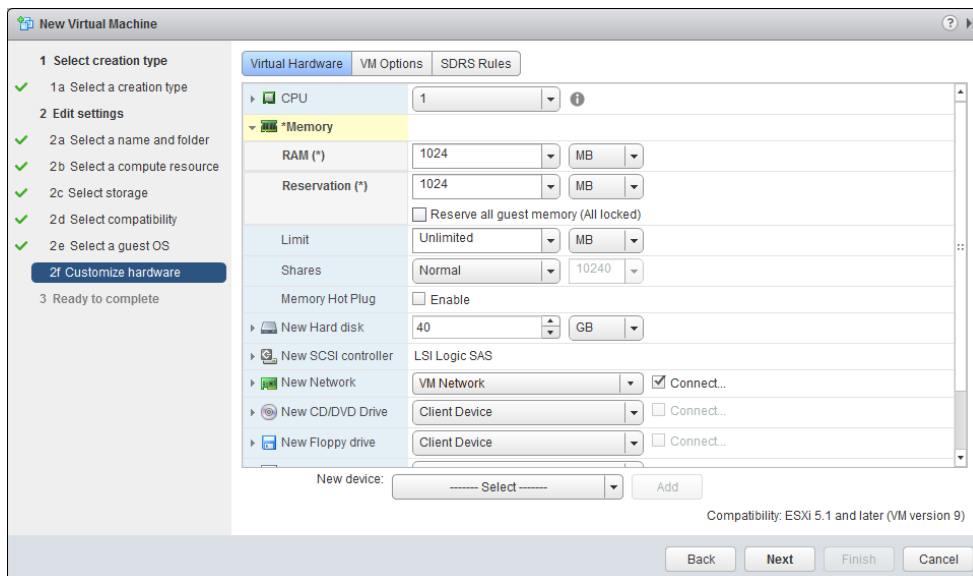 New Virtual Machine
?
1 Select creation type
1a Select a creation type
2 Edit settings
2a Select a name and folder
2b Select a compute resource
2c Select storage
2d Select compatibility
2e Select a guest OS
2f Customize hardware
3 Ready to complete
Virtual Hardware VM Options SDRS Rules
CPU 1
*Memory
RAM (*) 1024 MB
Reservation (*) 1024 MB
Reserve all guest memory (All locked)
Limit Unlimited MB
Shares Normal 10240
Memory Hot Plug Enable
New Hard disk 40 GB
New SCSI controller LSI Logic SAS
New Network VM Network Connect...
New CD/DVD Drive Client Device Connect...
New Floppy drive Client Device Connect...
New device: ------- Select ------- Add
Compatibility: ESXi 5.1 and later (VM version 9)
Back Next Finish Cancel